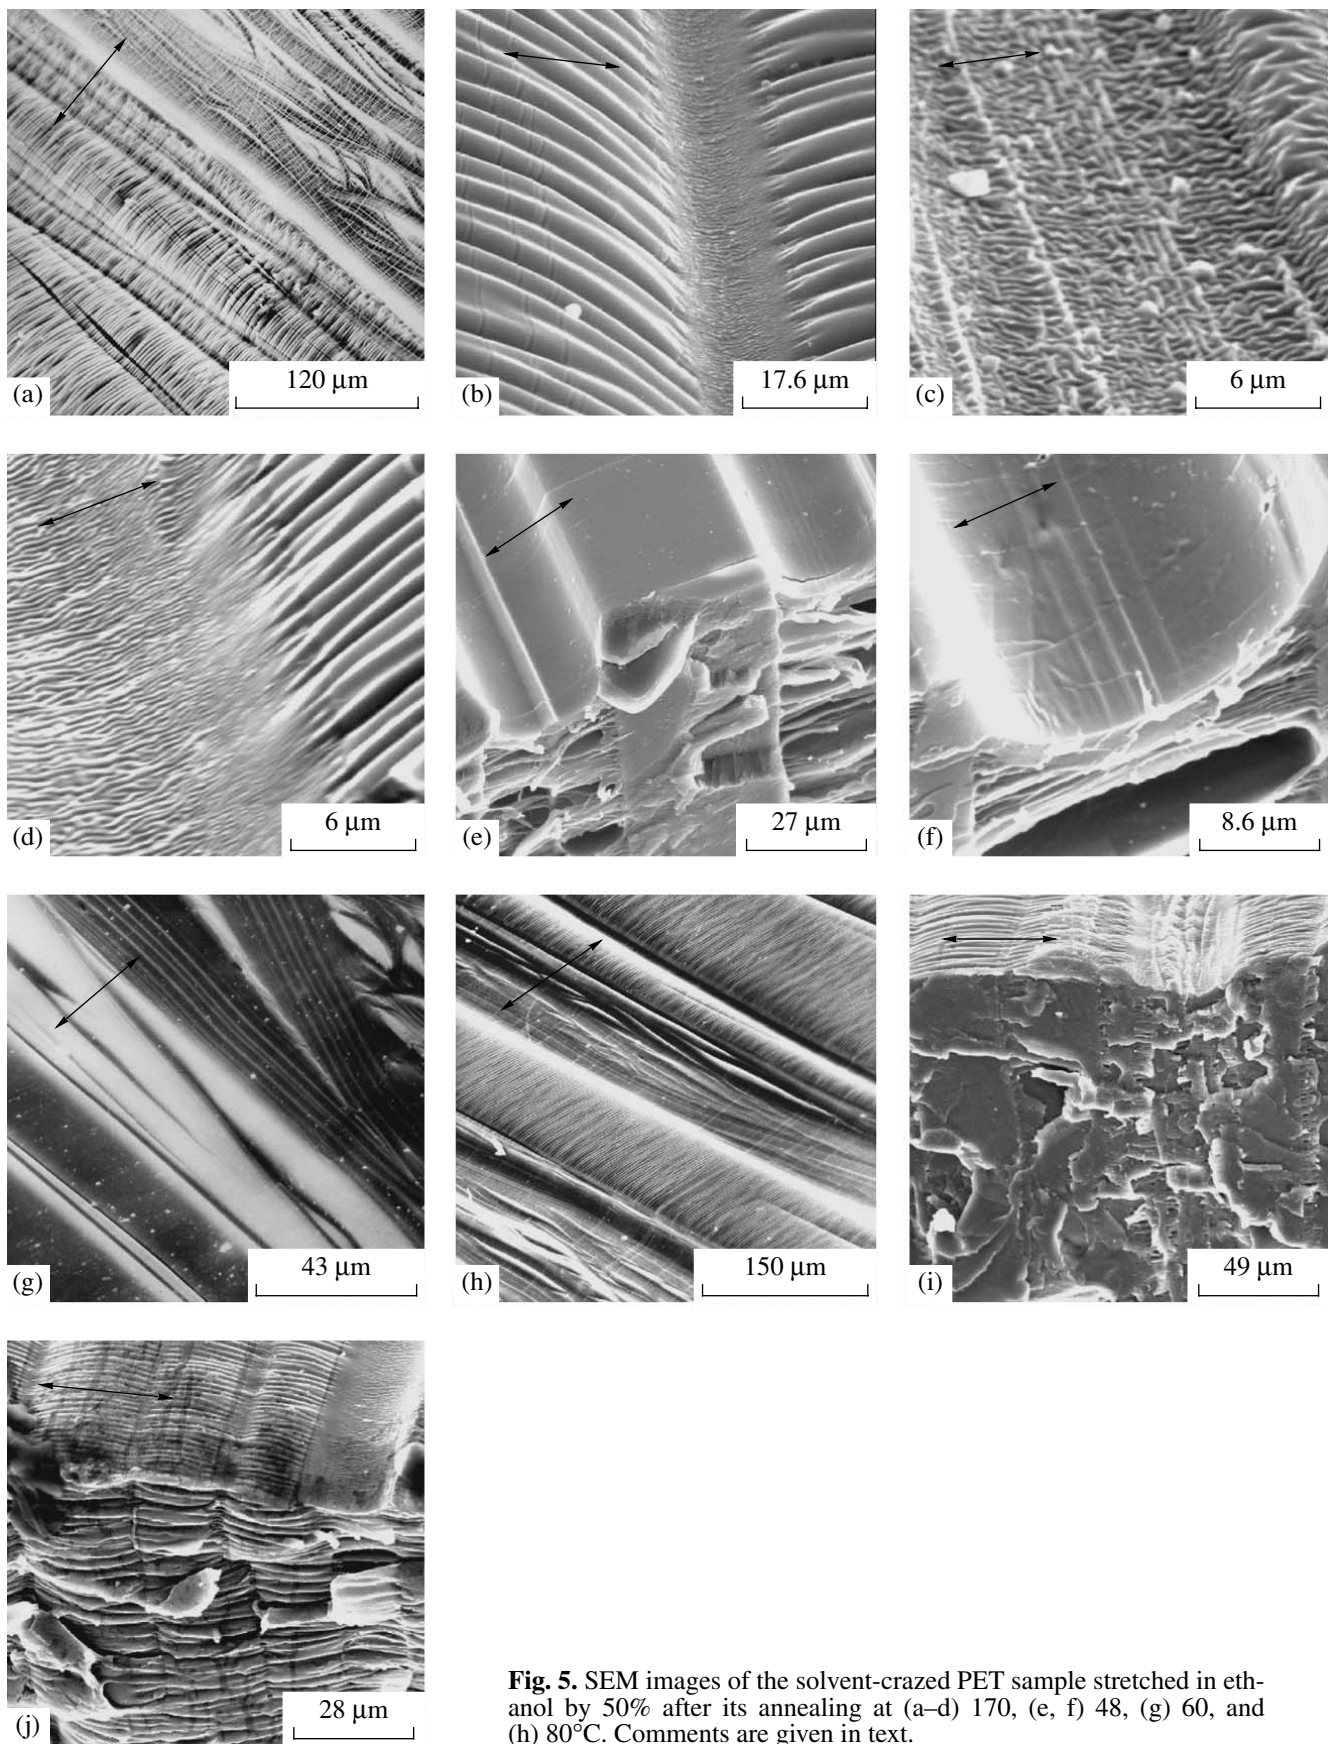 120 μm
(a)
17.6 μm
(b)
6 μm
(c)
6 μm
(d)
27 μm
(e)
8.6 μm
(f)
43 μm
(g)
150 μm
(h)
49 μm
(i)
28 μm
(j)
Fig. 5. SEM images of the solvent-crazed PET sample stretched in eth-
anol by 50% after its annealing at (a–d) 170, (e, f) 48, (g) 60, and
(h) 80°C. Comments are given in text.